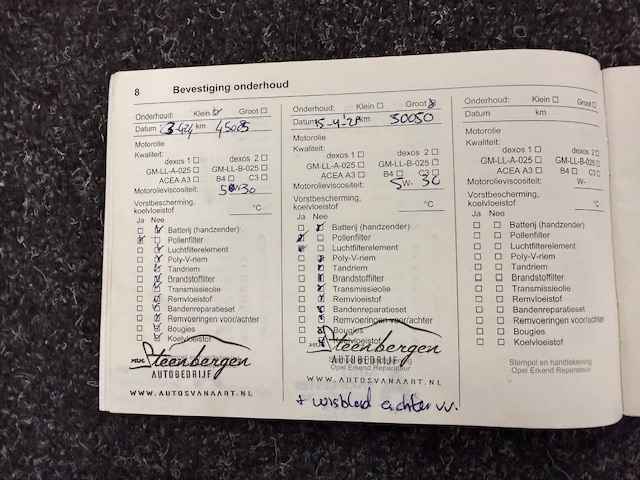 8 Bevestiging onderhoud
Onderhoud: Klein Groot
Datum km 45085
Motorolie
Kwaliteit:
dexos 1 dexos 2
GM-LL-A-025 GM-LL-B-025
ACEA A3 B4 C3
Motorolieviscositeit: 5 W- 30
Vorstbescherming,
koelvloeistof °C
Ja Nee
Batterij (handzender)
Pollenfilter
Luchtfilterelement
Poly-V-riem
Tandriem
Brandstoffilter
Transmissieolie
Remvloeistof
Bandenreparatieset
Remvoeringen voor/achter
Bougies
Koelvloeistof
Steenbergen
AUTOBEDRIJF
WWW.AUTOSVANAART.NL
Onderhoud: Klein Groot
Datum 15-4-'21 km 50050
Motorolie
Kwaliteit:
dexos 1 dexos 2
GM-LL-A-025 GM-LL-B-025
ACEA A3 B4 C3
Motorolieviscositeit: 5 W- 30
Vorstbescherming,
koelvloeistof °C
Ja Nee
Batterij (handzender)
Pollenfilter
Luchtfilterelement
Poly-V-riem
Tandriem
Brandstoffilter
Transmissieolie
Remvloeistof
Bandenreparatieset
Remvoeringen voor/achter
Bougies
Steenbergen
AUTOBEDRIJF
Opel Erkend Reparateur
WWW.AUTOSVANAART.NL
+ wisblad achter vv.
Onderhoud: Klein Groot
Datum km
Motorolie
Kwaliteit:
dexos 1 dexos 2
GM-LL-A-025 GM-LL-B-025
ACEA A3 B4 C3
Motorolieviscositeit: W-
Vorstbescherming,
koelvloeistof °C
Ja Nee
Batterij (handzender)
Pollenfilter
Luchtfilterelement
Poly-V-riem
Tandriem
Brandstoffilter
Transmissieolie
Remvloeistof
Bandenreparatieset
Remvoeringen voor/achter
Bougies
Koelvloeistof
Stempel en handtekening
Opel Erkend Reparateur